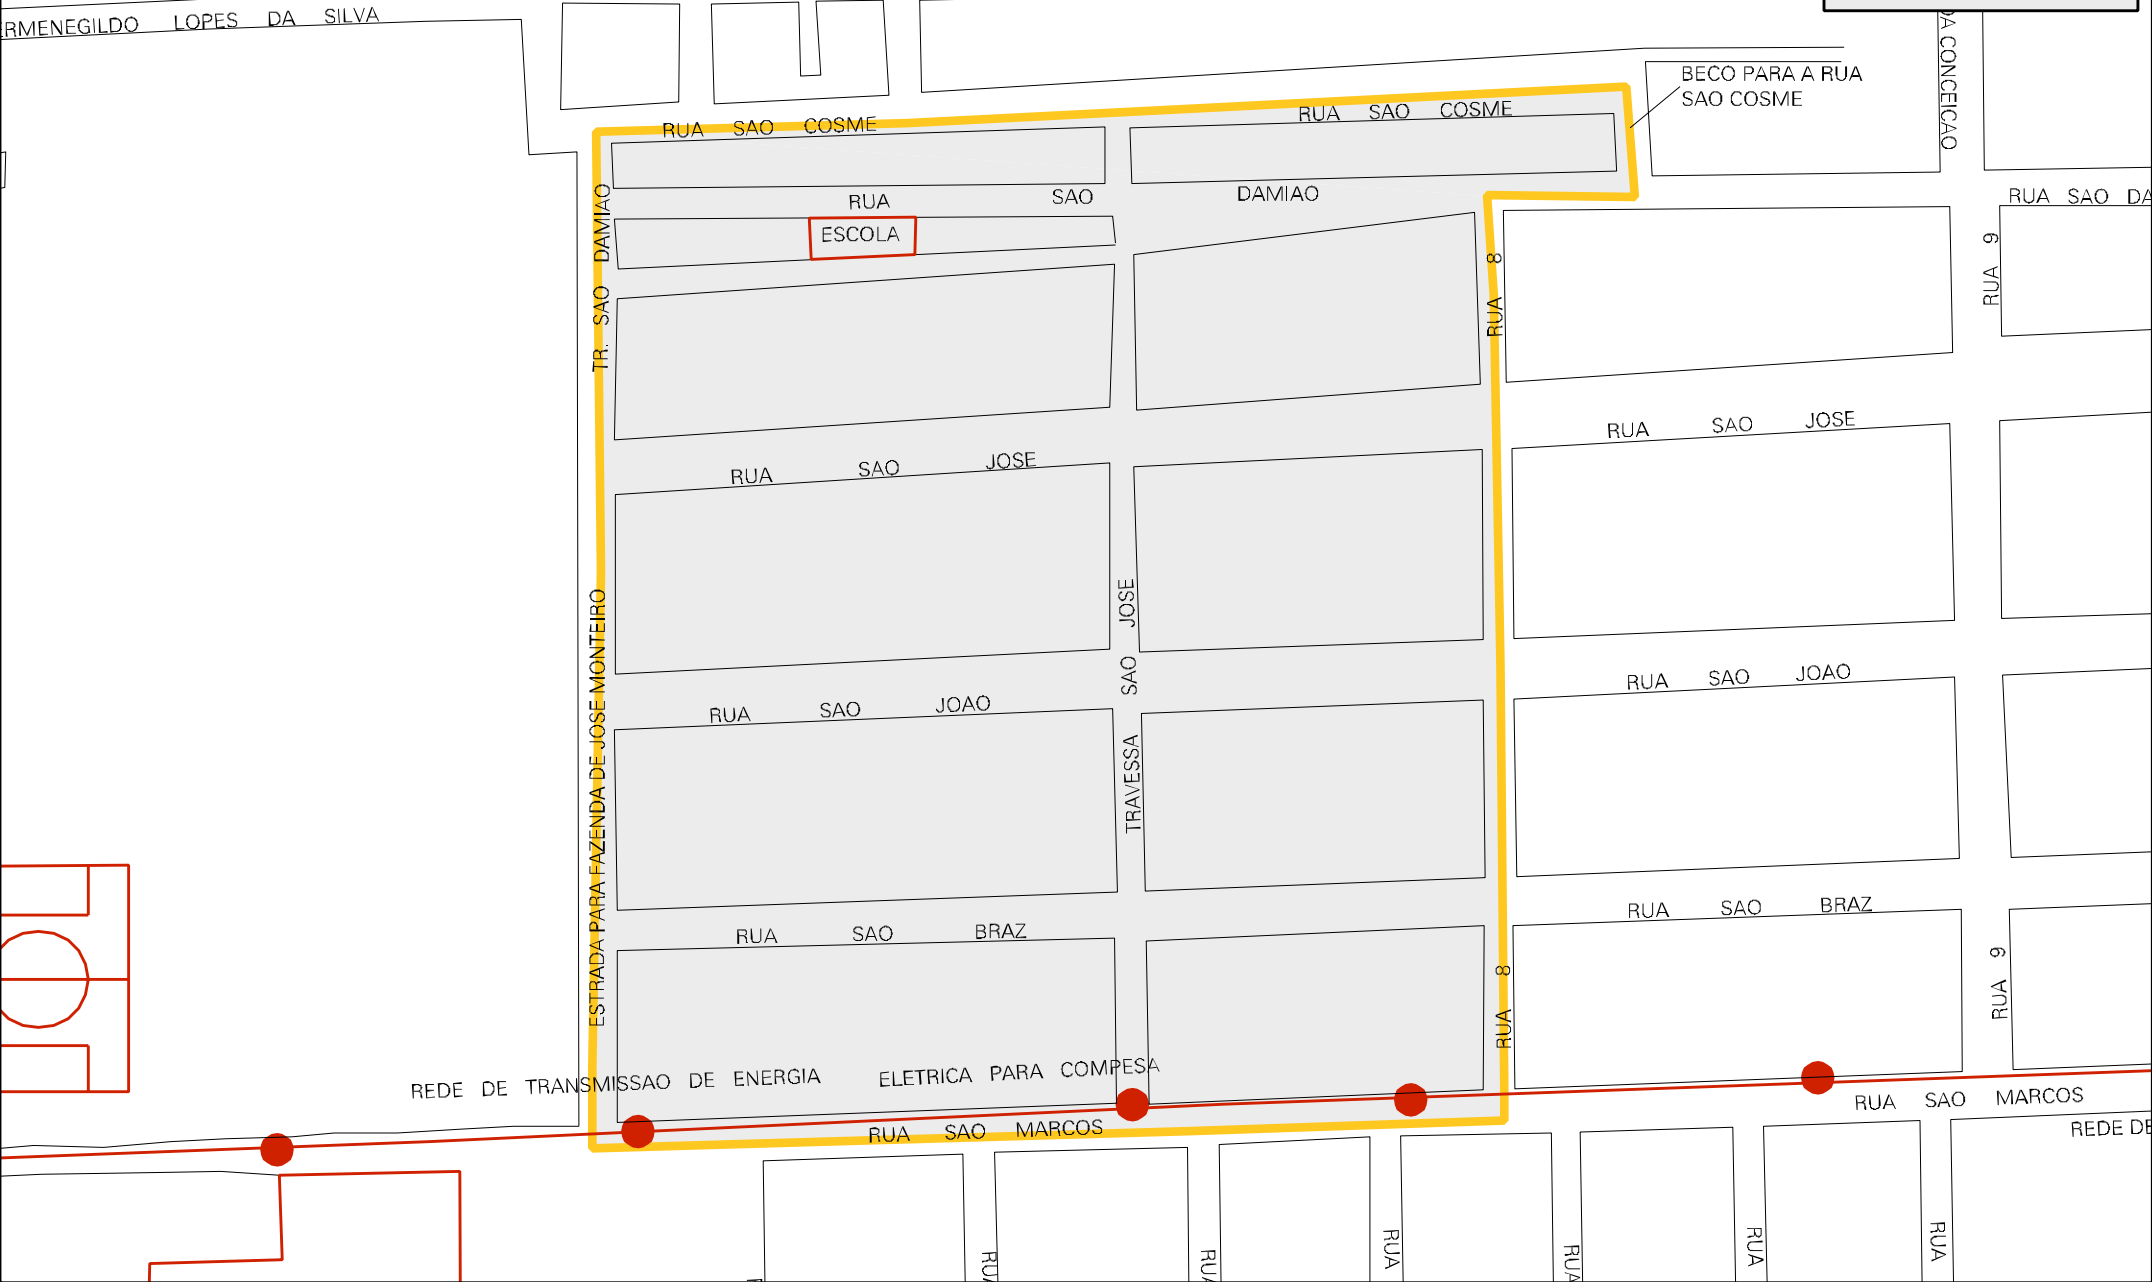 ERMENEGILDO LOPES DA SILVA
DA CONCEICAO
BECO PARA A RUA
SAO COSME
RUA SAO COSME
RUA SAO COSME
RUA SAO DAMIAO
RUA SAO DA
TR. SAO DAMIAO
ESCOLA
RUA 8
RUA 9
RUA SAO JOSE
RUA SAO JOSE
TRAVESSA SAO JOSE
ESTRADA PARA FAZENDA DE JOSE MONTEIRO
RUA SAO JOAO
RUA SAO JOAO
RUA SAO BRAZ
RUA SAO BRAZ
RUA 8
RUA 9
REDE DE TRANSMISSAO DE ENERGIA ELETRICA PARA COMPESA
RUA SAO MARCOS
RUA SAO MARCOS
REDE DE
RUA
RUA
RUA
RUA
RUA
RUA